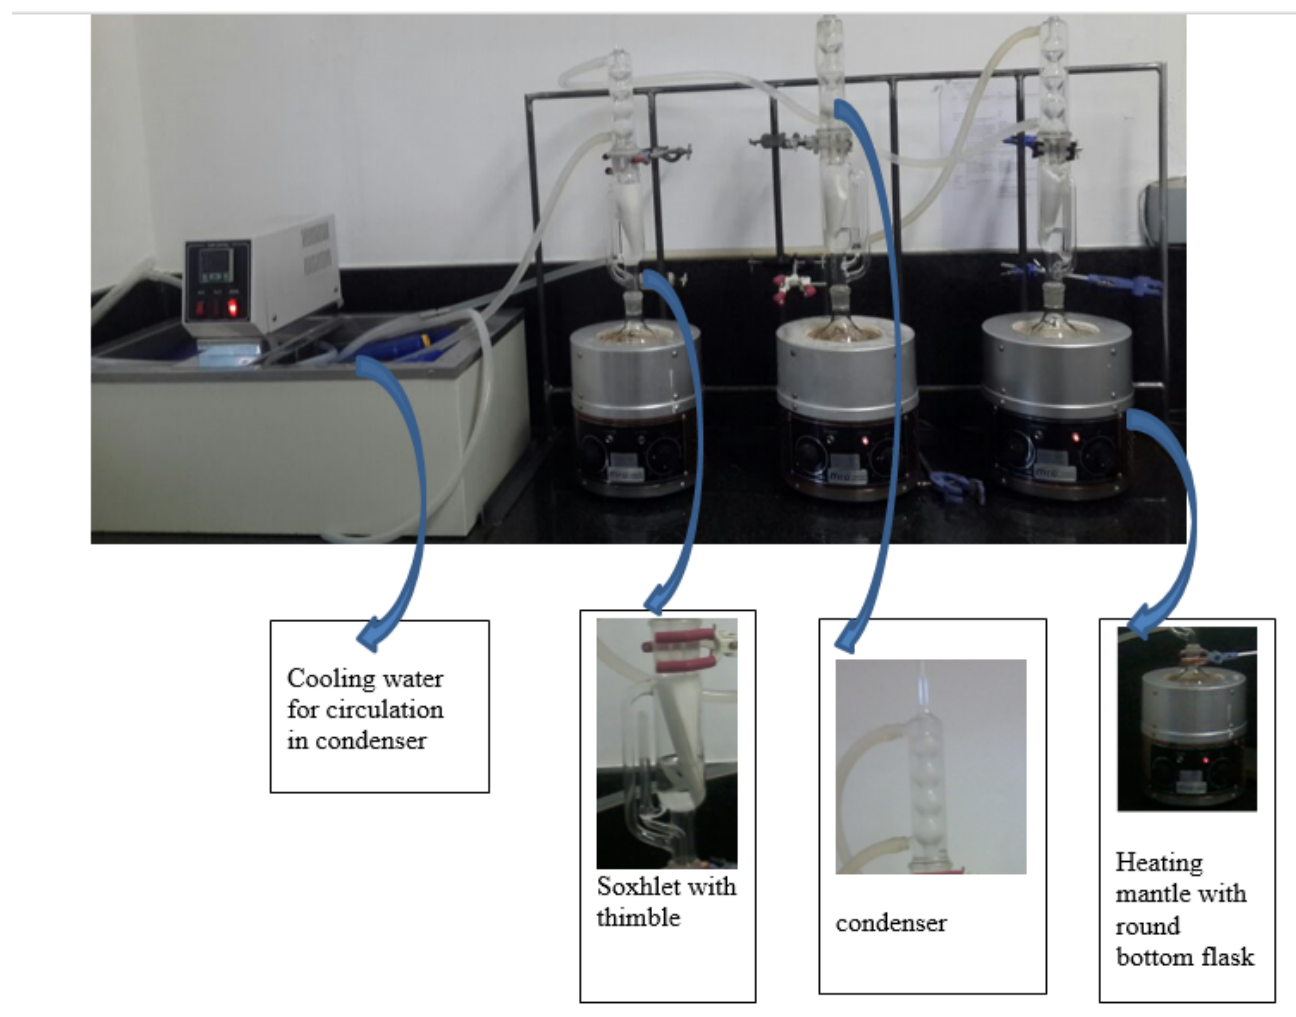 Cooling water
for circulation
in condenser
Soxhlet with
thimble
condenser
Heating
mantle with
round
bottom flask